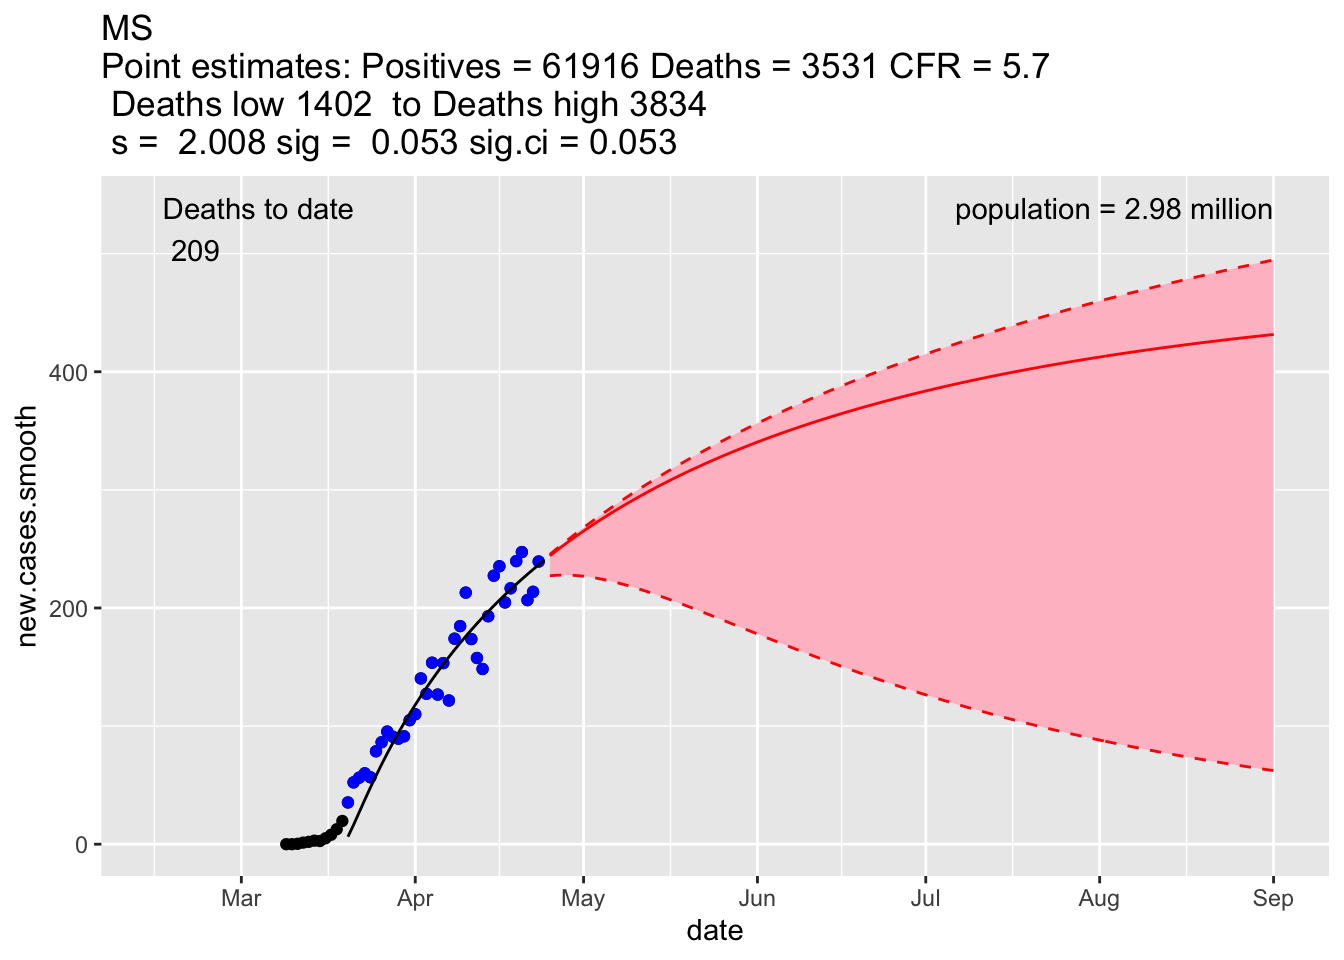 MS
Point estimates: Positives = 61916 Deaths = 3531 CFR = 5.7
Deaths low 1402  to Deaths high 3834
s =  2.008 sig =  0.053 sig.ci = 0.053
Deaths to date
209
population = 2.98 million
new.cases.smooth
400
200
0
Mar Apr May Jun Jul Aug Sep
date